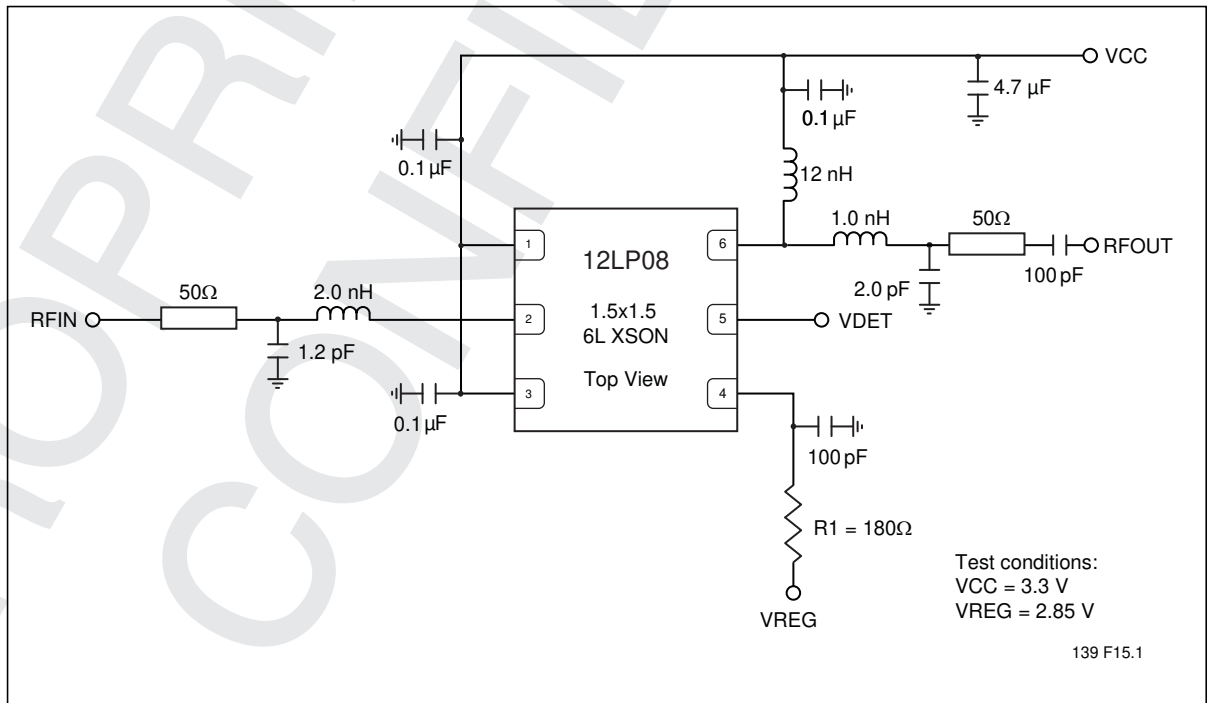 VCC
4.7 µF
0.1 µF
0.1 µF
12 nH
1.0 nH
50Ω
RFOUT
100 pF
2.0 pF
1
6
12LP08
50Ω
2.0 nH
1.5x1.5
RFIN
2
5
VDET
6L XSON
1.2 pF
Top View
3
4
0.1 µF
100 pF
R1 = 180Ω
VREG
Test conditions:
VCC = 3.3 V
VREG = 2.85 V
139 F15.1